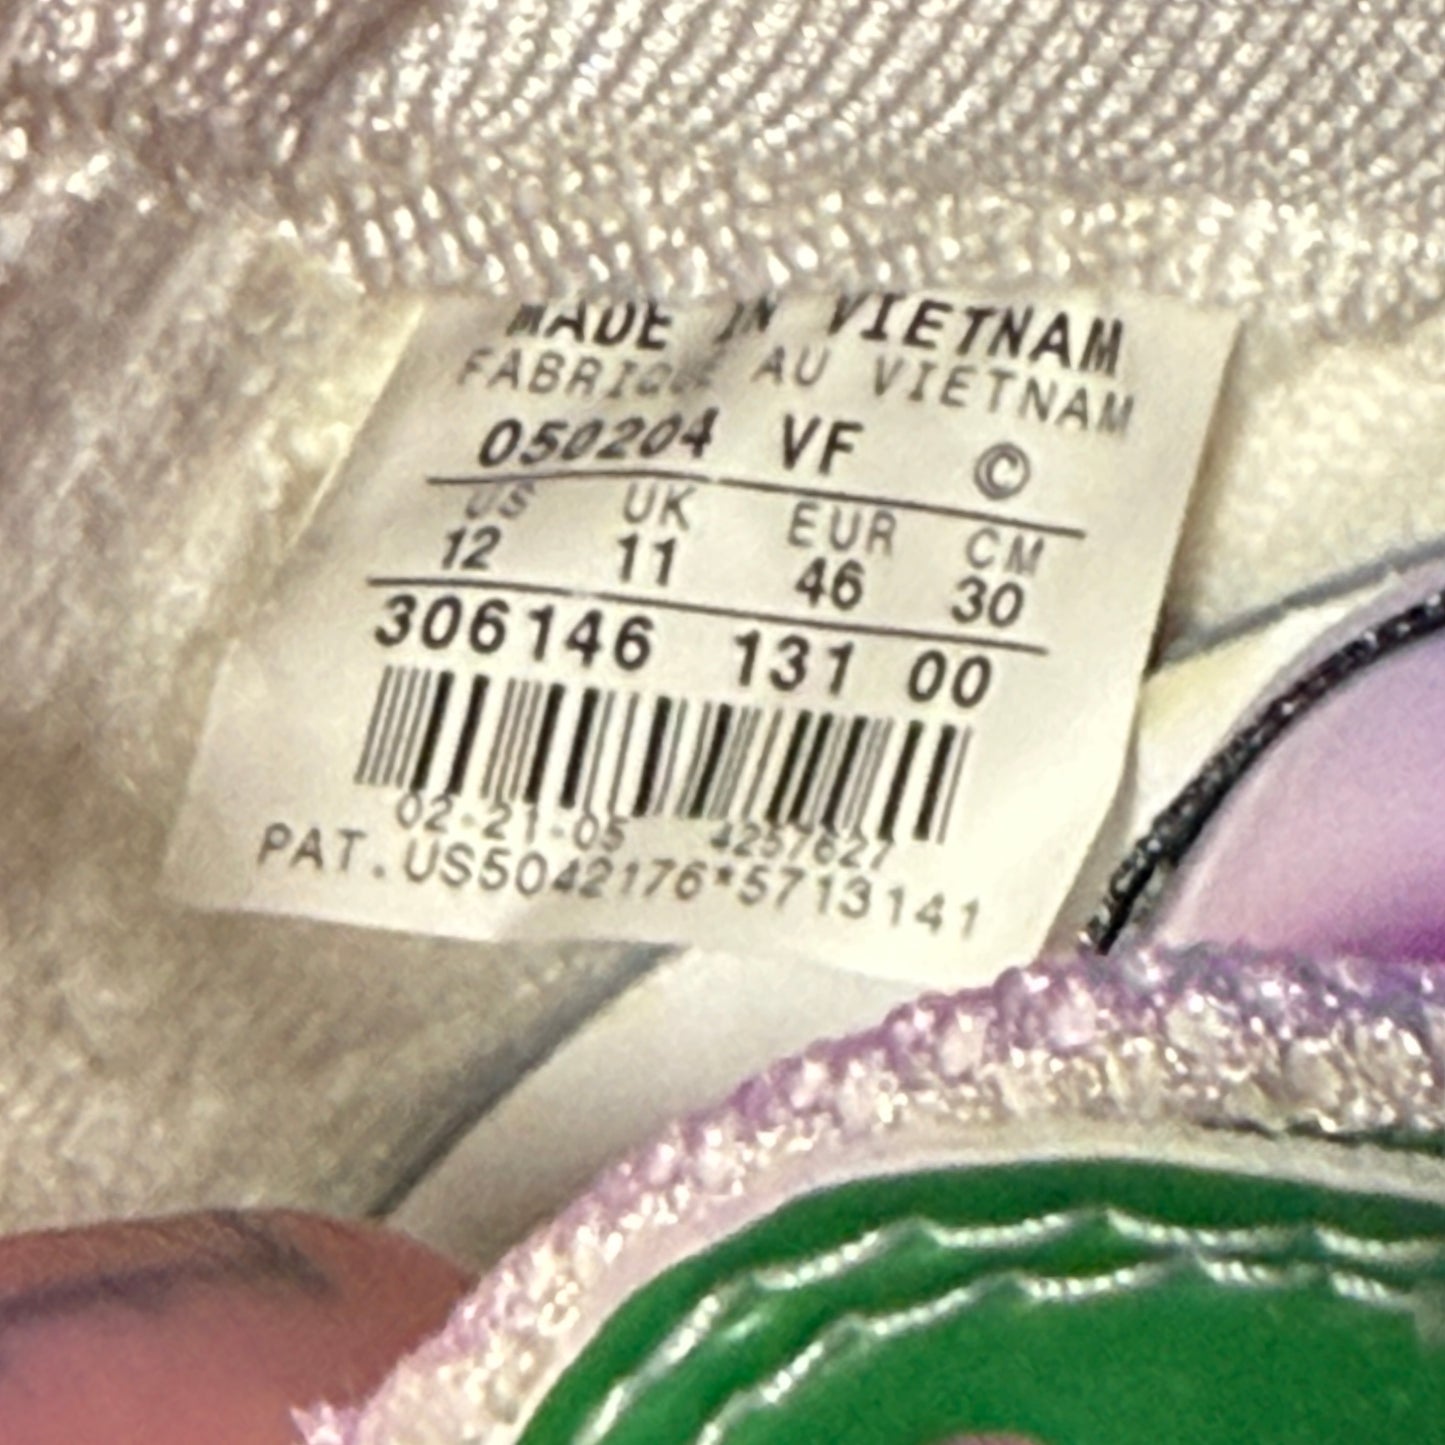 MADE IN VIETNAM
FABRIQUE AU VIETNAM
050204 VF ©
US UK EUR CM
12 11 46 30
306146 131 00
02-21-05 4257627
PAT.US5042176*5713141